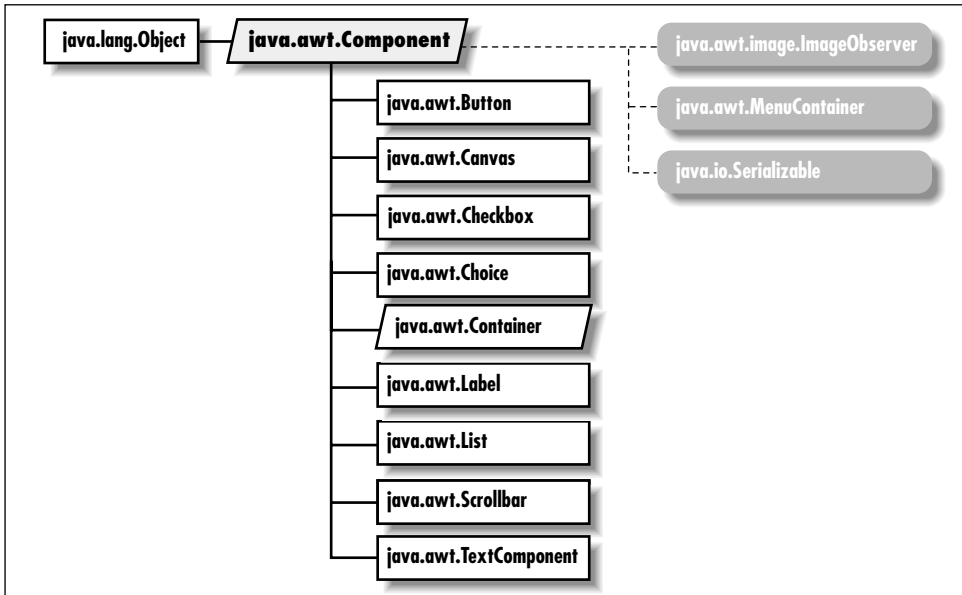 java.lang.Object
java.awt.Component
java.awt.image.ImageObserver
java.awt.MenuContainer
java.io.Serializable
java.awt.Button
java.awt.Canvas
java.awt.Checkbox
java.awt.Choice
java.awt.Container
java.awt.Label
java.awt.List
java.awt.Scrollbar
java.awt.TextComponent